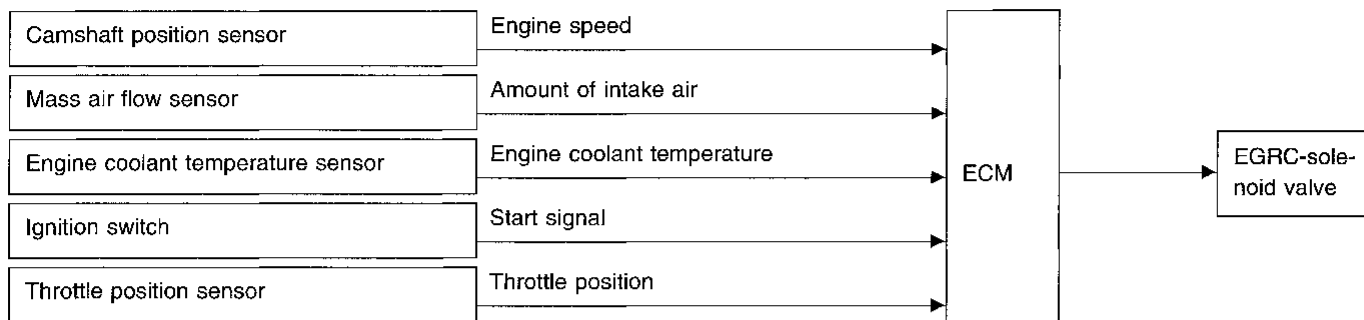 Camshaft position sensor
Engine speed
Mass air flow sensor
Amount of intake air
Engine coolant temperature sensor
Engine coolant temperature
Ignition switch
Start signal
Throttle position sensor
Throttle position
ECM
EGRC-sole-
noid valve